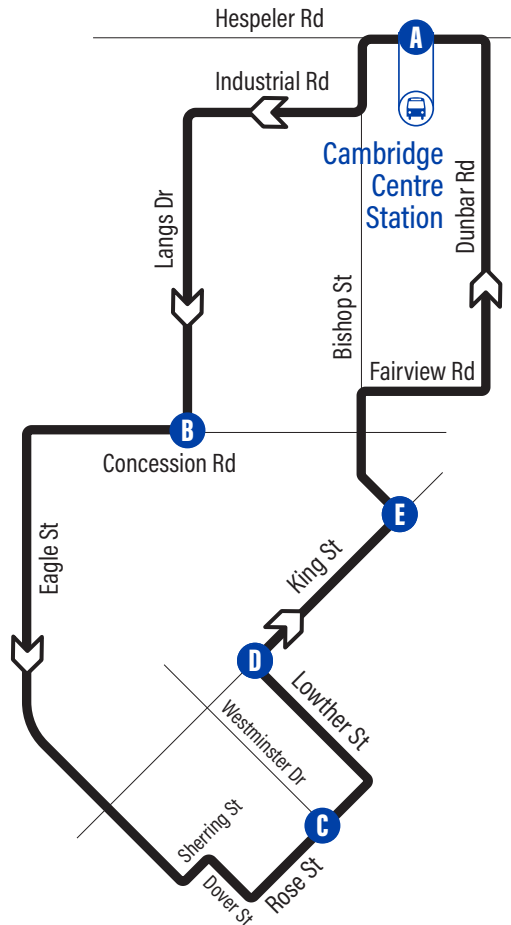 Hespeler Rd
A
Industrial Rd
Cambridge
Centre
Station
Dunbar Rd
Langs Dr
Bishop St
Fairview Rd
B
Concession Rd
E
Eagle St
King St
D
Lowther St
Westminster Dr
C
Sherring St
Dover St
Rose St